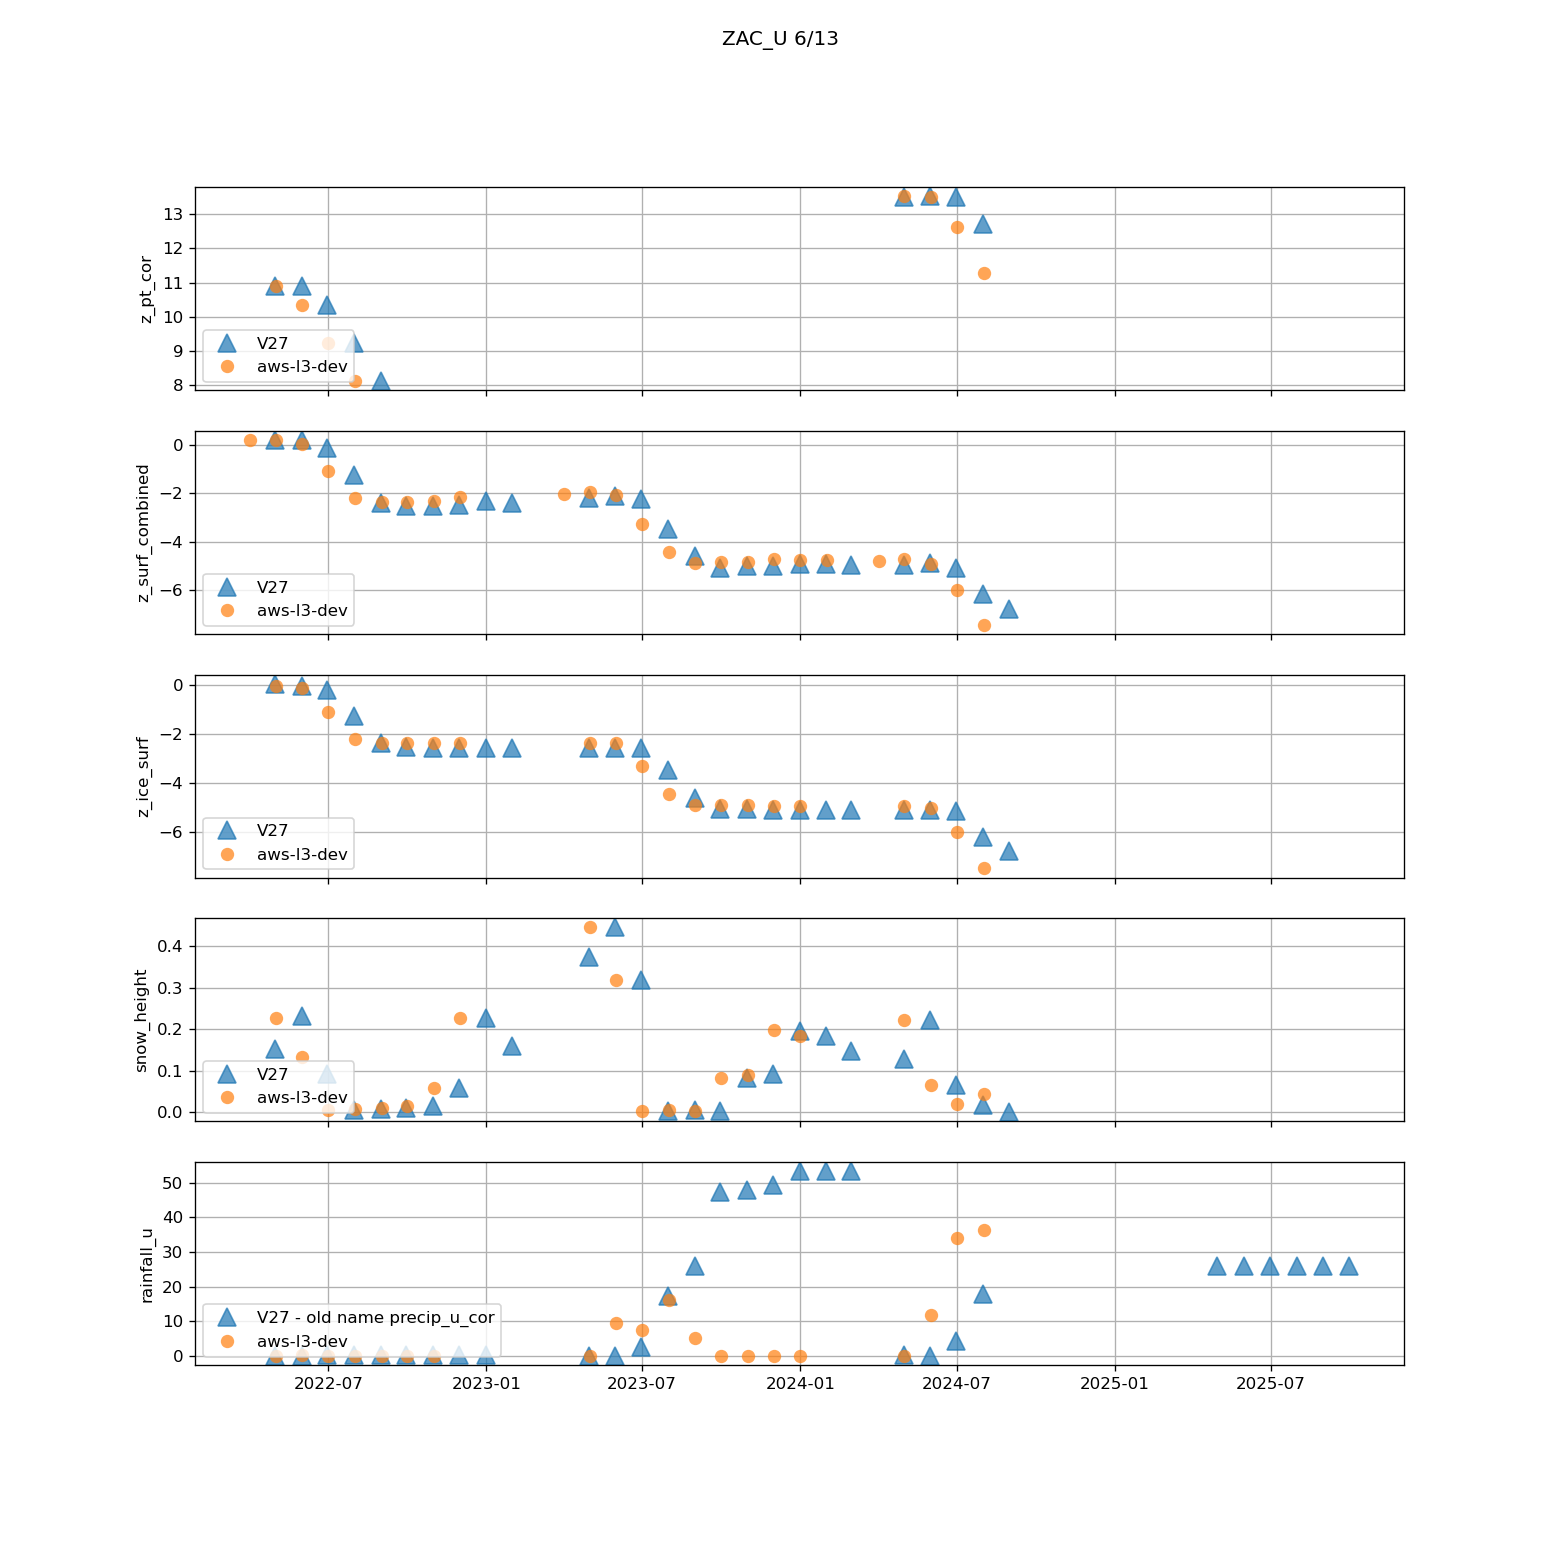 ZAC_U 6/13
z_pt_cor
13
12
11
10
9
8
V27
aws-l3-dev
z_surf_combined
0
−2
−4
−6
V27
aws-l3-dev
z_ice_surf
0
−2
−4
−6
V27
aws-l3-dev
snow_height
0.4
0.3
0.2
0.1
0.0
V27
aws-l3-dev
rainfall_u
50
40
30
20
10
0
V27 - old name precip_u_cor
aws-l3-dev
2022-07
2023-01
2023-07
2024-01
2024-07
2025-01
2025-07